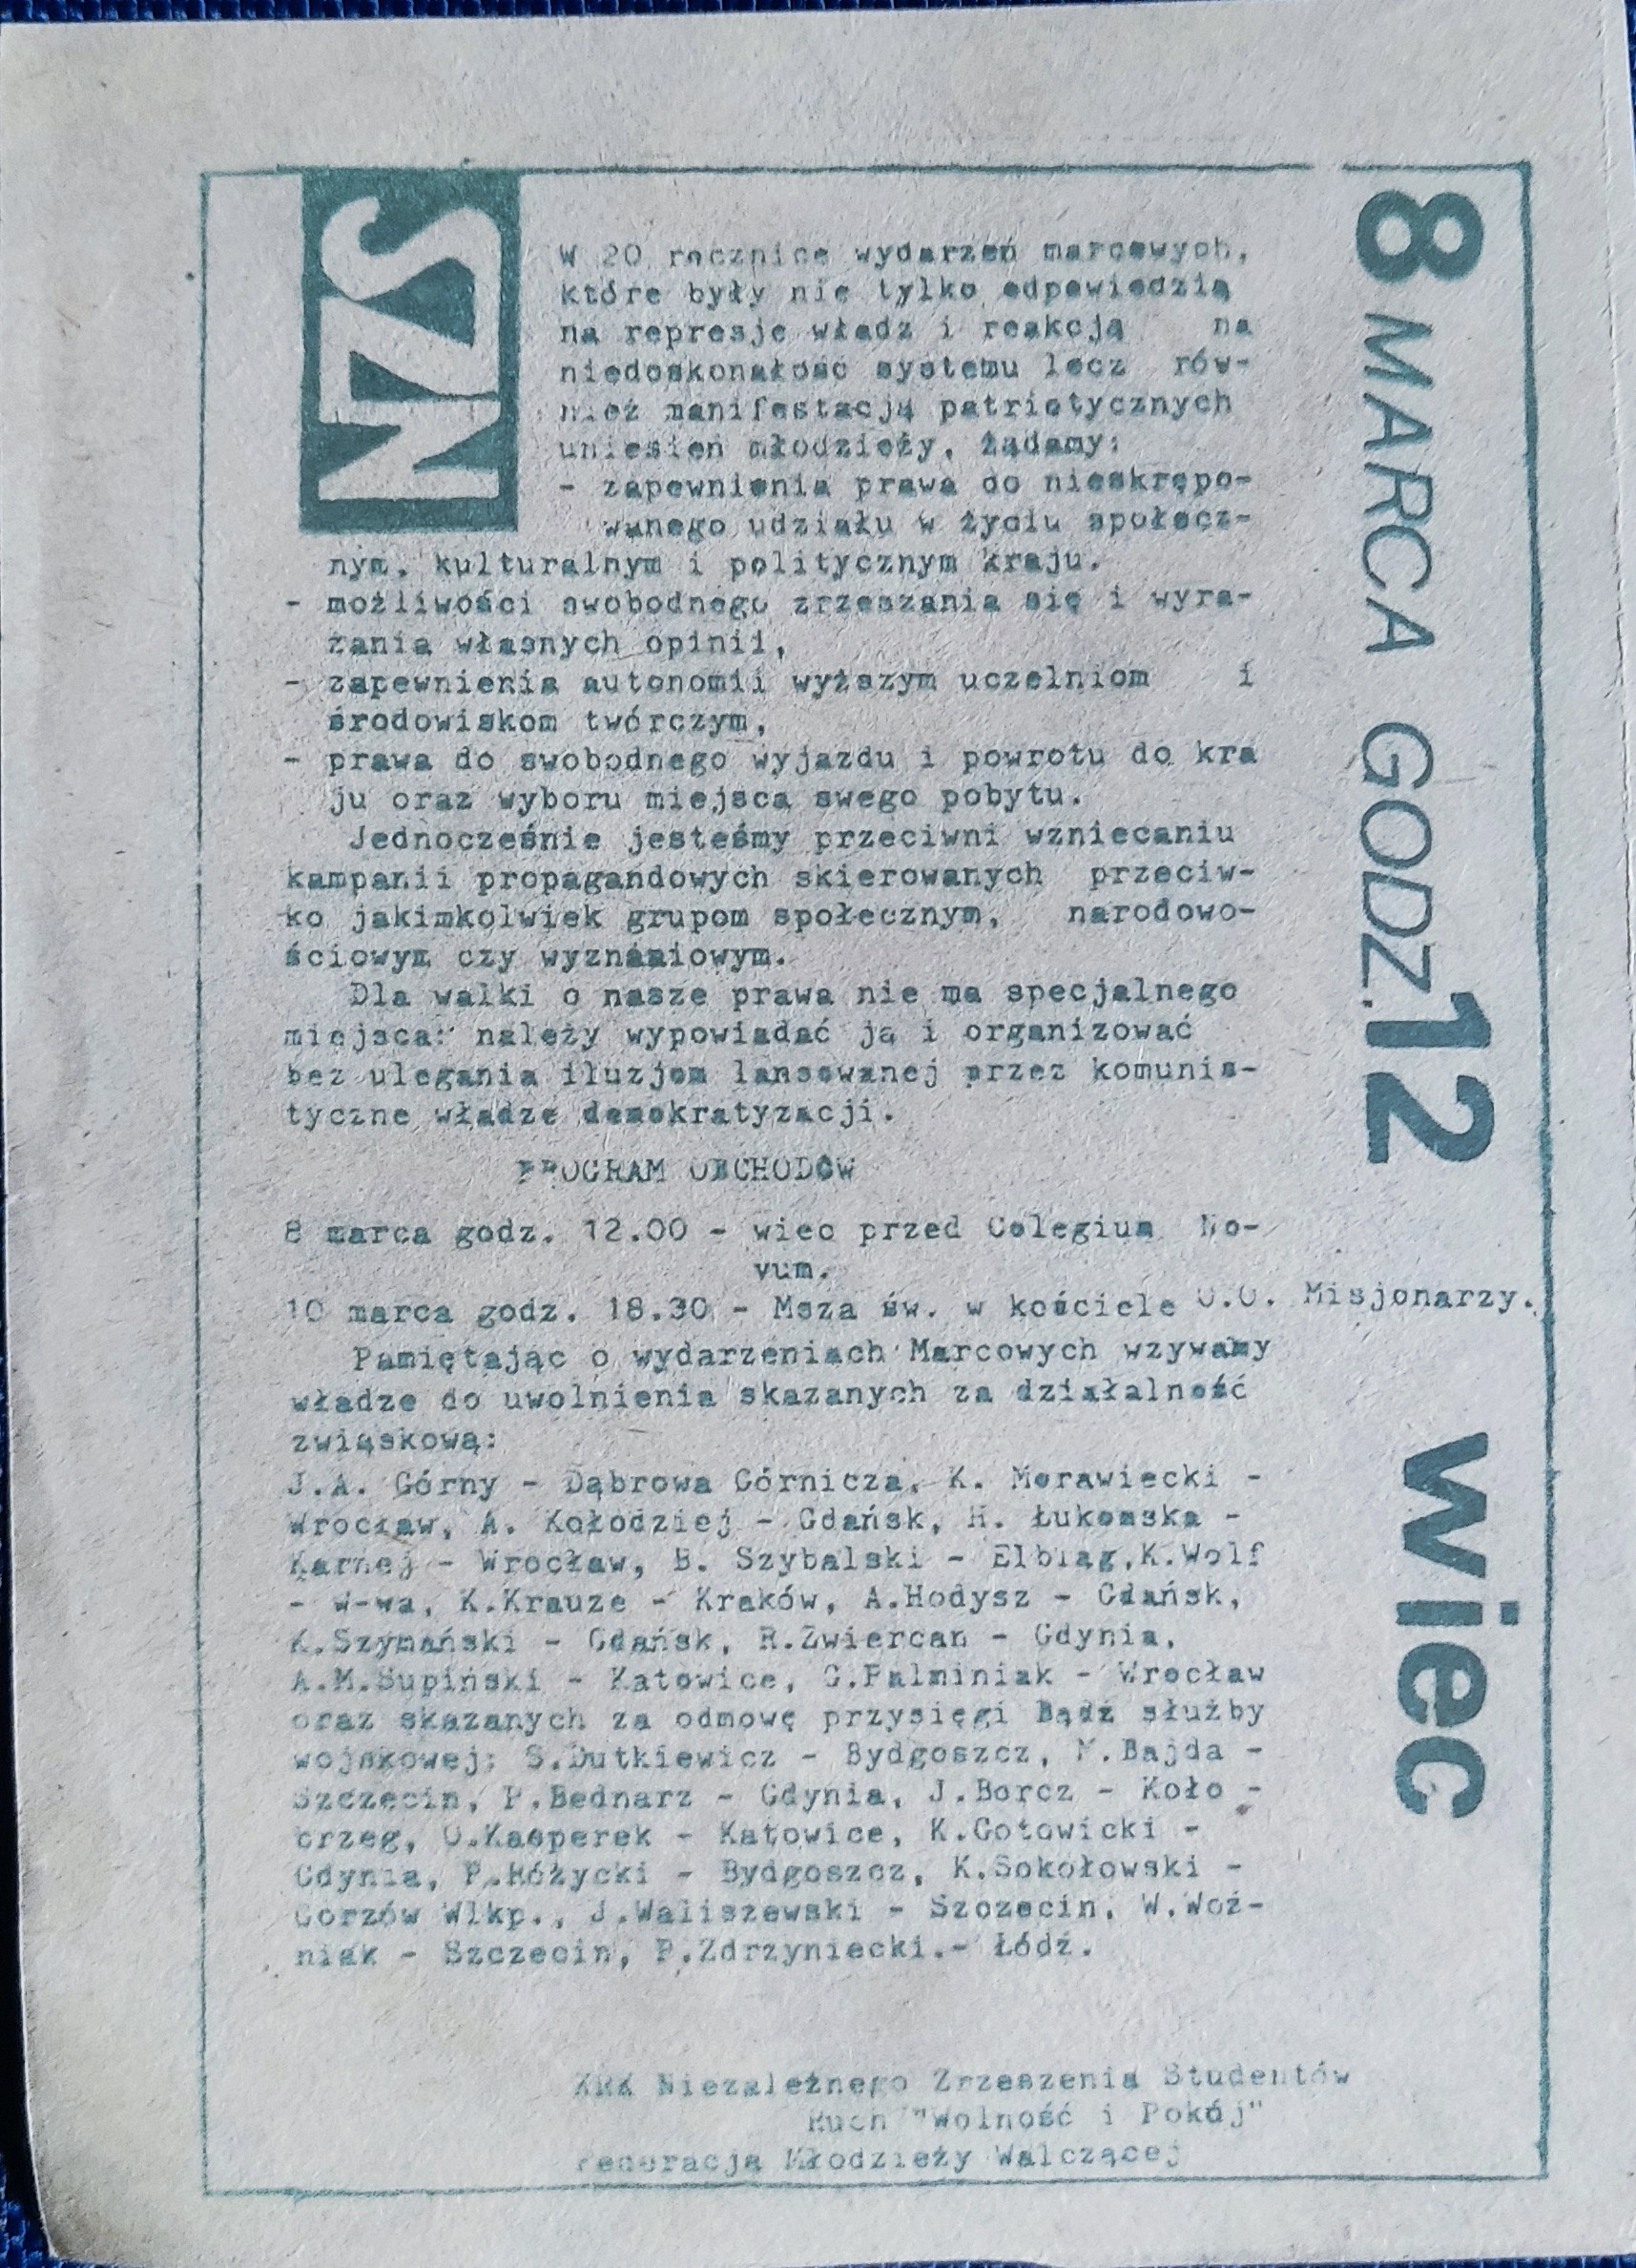 NZS
8 MARCA GODZ.12
wiec
W 20 rocznicę wydarzeń marcowych,
które były nie tylko odpowiedzią
na represje władz i reakcją na
niedoskonałość systemu lecz rów-
nież manifestacją patriotycznych
uniesień młodzieży, żądamy:
- zapewnienia prawa do nieskrępo-
wanego udziału w życiu społecz-
nym, kulturalnym i politycznym kraju.
- możliwości swobodnego zrzeszania się i wyra-
żania własnych opinii,
- zapewnienia autonomii wyższym uczelniom i
środowiskom twórczym,
- prawa do swobodnego wyjazdu i powrotu do kra
ju oraz wyboru miejsca swego pobytu.
Jednocześnie jesteśmy przeciwni wzniecaniu
kampanii propagandowych skierowanych przeciw-
ko jakimkolwiek grupom społecznym, narodowo-
ściowym czy wyznaniowym.
Dla walki o nasze prawa nie ma specjalnego
miejsca: należy wypowiadać ją i organizować
bez ulegania iluzjom lansowanej przez komunis-
tyczne władze demokratyzacji.
PROGRAM OBCHODÓW
8 marca godz. 12.00 - wiec przed Colegium No-
vum.
10 marca godz. 18.30 - Msza św. w kościele O.O. Misjonarzy.
Pamiętając o wydarzeniach Marcowych wzywamy
władze do uwolnienia skazanych za działalność
związkową:
J.A. Górny - Dąbrowa Górnicza, K. Morawiecki -
Wrocław, A. Kołodziej - Gdańsk, H. Łukomska -
Karnej - Wrocław, B. Szybalski - Elbląg,K.Wolf
- W-wa, K.Krauze - Kraków, A.Hodysz - Gdańsk,
K.Szymański - Gdańsk, R.Zwiercan - Gdynia,
A.M.Supiński - Katowice, G.Palminiak - Wrocław
oraz skazanych za odmowę przysięgi Bądź służby
wojskowej: S.Dutkiewicz - Bydgoszcz, M.Bajda -
Szczecin, P.Bednarz - Gdynia, J.Borcz - Koło -
brzeg, O.Kasperek - Katowice, K.Gotowicki -
Gdynia, P.Różycki - Bydgoszcz, K.Sokołowski -
Gorzów Wlkp., J.Waliszewski - Szczecin, W.Woź-
niak - Szczecin, P.Zdrzyniecki.- Łódź.
KRK Niezależnego Zrzeszenia Studentów
Ruch "Wolność i Pokój"
Federacja Młodzieży Walczącej